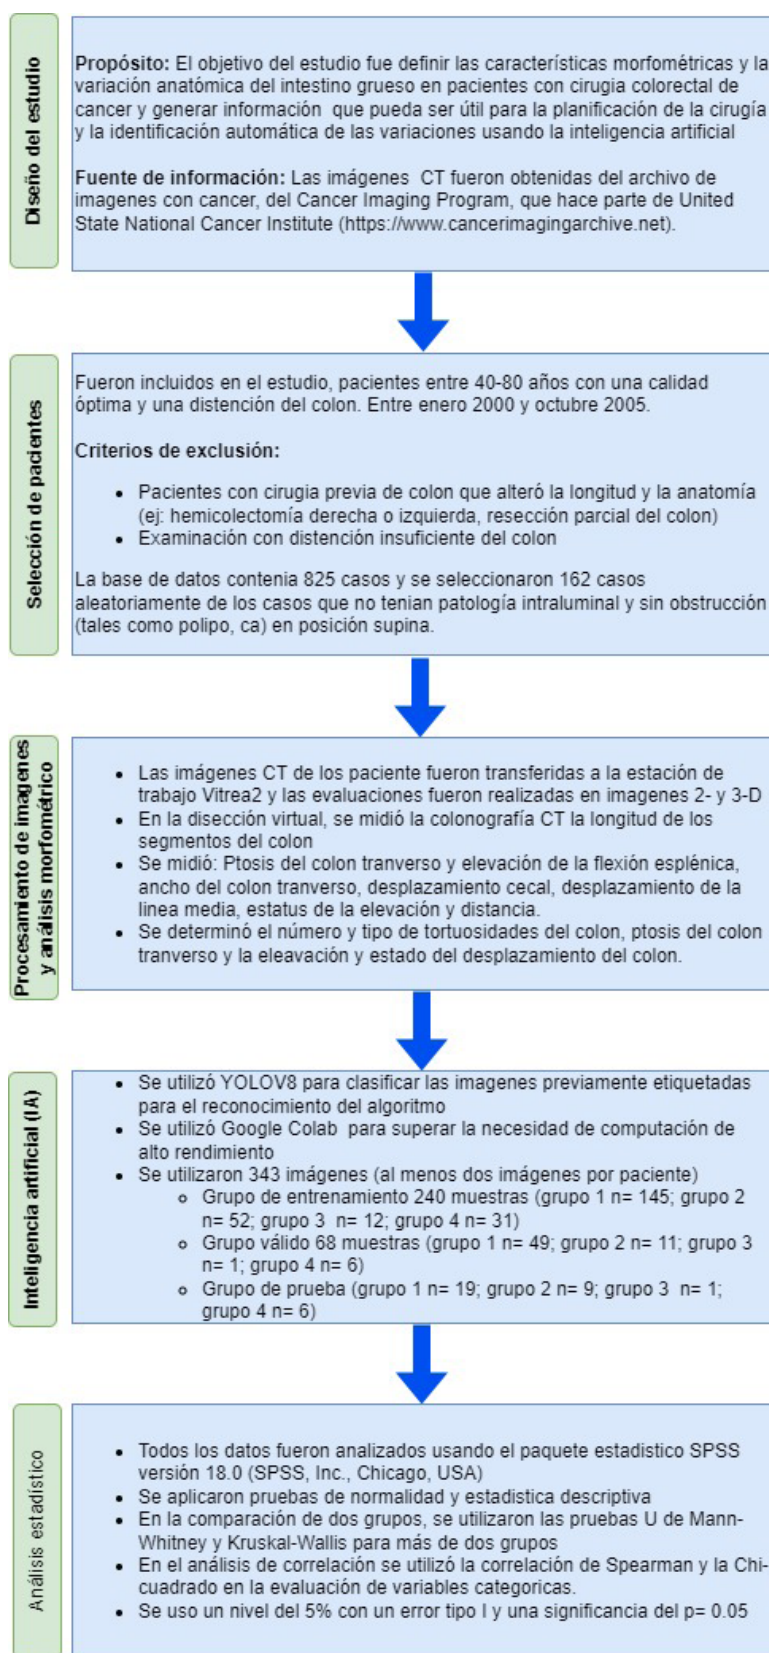 Diseño del estudio
Propósito: El objetivo del estudio fue definir las características morfométricas y la
variación anatómica del intestino grueso en pacientes con cirugia colorectal de
cancer y generar información que pueda ser útil para la planificación de la cirugía
y la identificación automática de las variaciones usando la inteligencia artificial
Fuente de información: Las imágenes CT fueron obtenidas del archivo de
imagenes con cancer, del Cancer Imaging Program, que hace parte de United
State National Cancer Institute (https://www.cancerimagingarchive.net).
Selección de pacientes
Fueron incluidos en el estudio, pacientes entre 40-80 años con una calidad
óptima y una distención del colon. Entre enero 2000 y octubre 2005.
Criterios de exclusión:
• Pacientes con cirugia previa de colon que alteró la longitud y la anatomía
(ej: hemicolectomía derecha o izquierda, resección parcial del colon)
• Examinación con distención insuficiente del colon
La base de datos contenia 825 casos y se seleccionaron 162 casos
aleatoriamente de los casos que no tenian patología intraluminal y sin obstrucción
(tales como polipo, ca) en posición supina.
Procesamiento de imagenes
y análisis morfométrico
• Las imágenes CT de los paciente fueron transferidas a la estación de
trabajo Vitrea2 y las evaluaciones fueron realizadas en imagenes 2- y 3-D
• En la disección virtual, se midió la colonografía CT la longitud de los
segmentos del colon
• Se midió: Ptosis del colon tranverso y elevación de la flexión esplénica,
ancho del colon tranverso, desplazamiento cecal, desplazamiento de la
linea media, estatus de la elevación y distancia.
• Se determinó el número y tipo de tortuosidades del colon, ptosis del colon
tranverso y la eleavación y estado del desplazamiento del colon.
Inteligencia artificial (IA)
• Se utilizó YOLOV8 para clasificar las imagenes previamente etiquetadas
para el reconocimiento del algoritmo
• Se utilizó Google Colab para superar la necesidad de computación de
alto rendimiento
• Se utilizaron 343 imágenes (al menos dos imágenes por paciente)
○ Grupo de entrenamiento 240 muestras (grupo 1 n= 145; grupo 2
n= 52; grupo 3 n= 12; grupo 4 n= 31)
○ Grupo válido 68 muestras (grupo 1 n= 49; grupo 2 n= 11; grupo 3
n= 1; grupo 4 n= 6)
○ Grupo de prueba (grupo 1 n= 19; grupo 2 n= 9; grupo 3 n= 1;
grupo 4 n= 6)
Análisis estadístico
• Todos los datos fueron analizados usando el paquete estadistico SPSS
versión 18.0 (SPSS, Inc., Chicago, USA)
• Se aplicaron pruebas de normalidad y estadistica descriptiva
• En la comparación de dos grupos, se utilizaron las pruebas U de Mann-
Whitney y Kruskal-Wallis para más de dos grupos
• En el análisis de correlación se utilizó la correlación de Spearman y la Chi-
cuadrado en la evaluación de variables categoricas.
• Se uso un nivel del 5% con un error tipo I y una significancia del p= 0.05